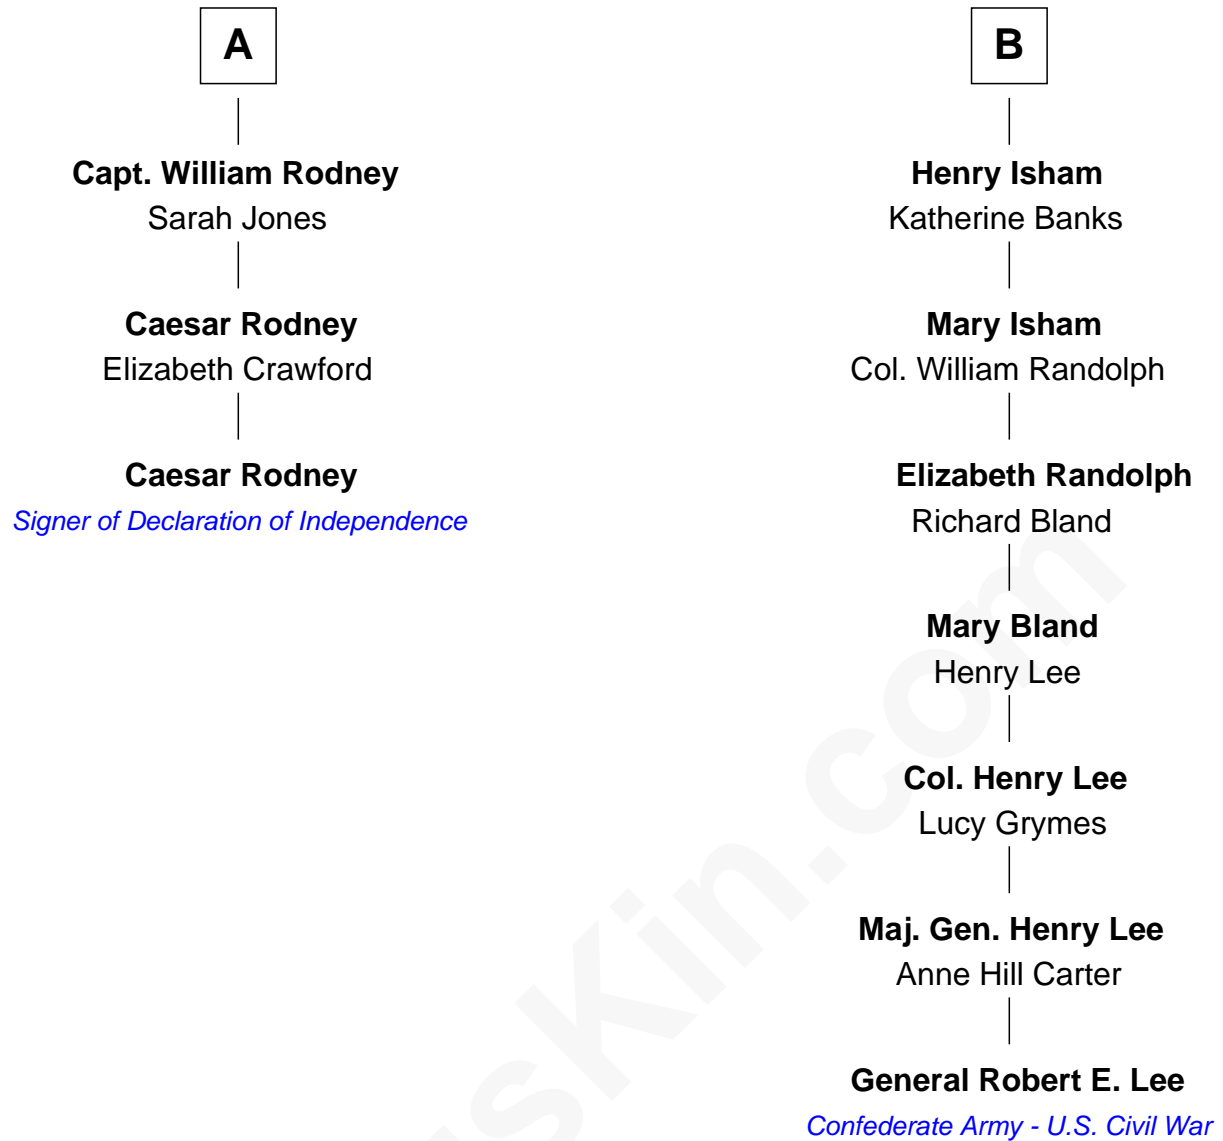 A
Capt. William Rodney
Sarah Jones
Caesar Rodney
Elizabeth Crawford
Caesar Rodney
Signer of Declaration of Independence
B
Henry Isham
Katherine Banks
Mary Isham
Col. William Randolph
Elizabeth Randolph
Richard Bland
Mary Bland
Henry Lee
Col. Henry Lee
Lucy Grymes
Maj. Gen. Henry Lee
Anne Hill Carter
General Robert E. Lee
Confederate Army - U.S. Civil War
usKin.com